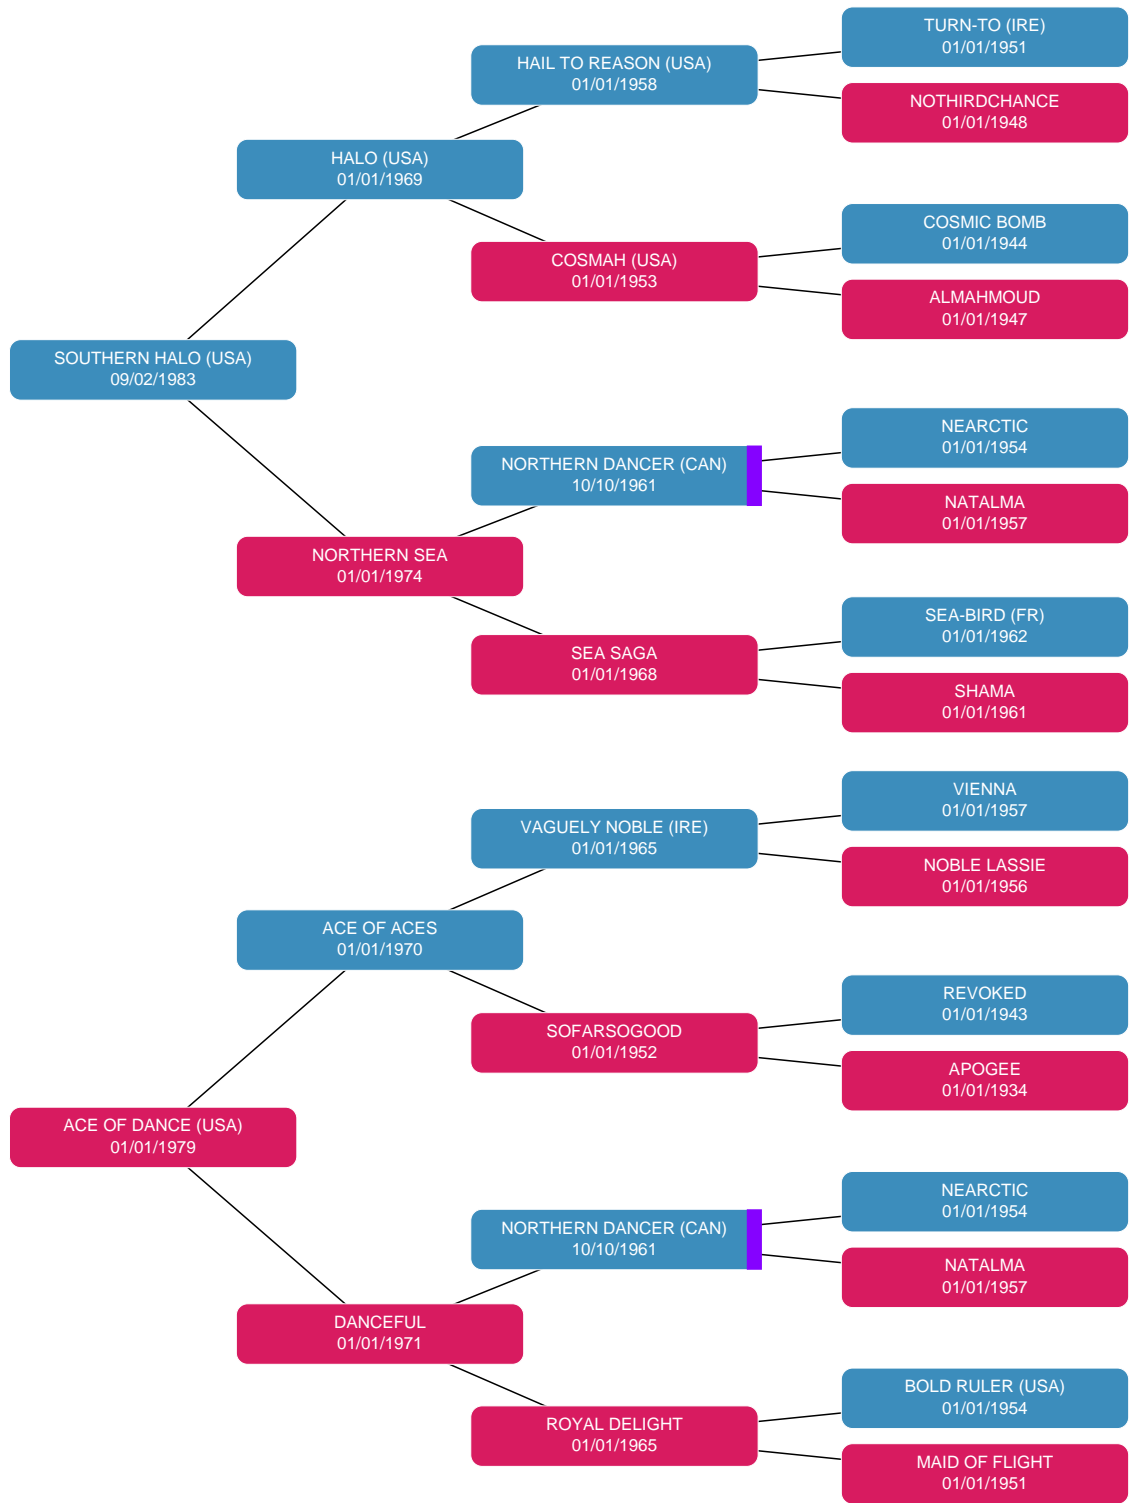 TURN-TO (IRE)
01/01/1951
HAIL TO REASON (USA)
01/01/1958
NOTHIRDCHANCE
01/01/1948
HALO (USA)
01/01/1969
COSMIC BOMB
01/01/1944
COSMAH (USA)
01/01/1953
ALMAHMOUD
01/01/1947
SOUTHERN HALO (USA)
09/02/1983
NEARCTIC
01/01/1954
NORTHERN DANCER (CAN)
10/10/1961
NATALMA
01/01/1957
NORTHERN SEA
01/01/1974
SEA-BIRD (FR)
01/01/1962
SEA SAGA
01/01/1968
SHAMA
01/01/1961
VIENNA
01/01/1957
VAGUELY NOBLE (IRE)
01/01/1965
NOBLE LASSIE
01/01/1956
ACE OF ACES
01/01/1970
REVOKED
01/01/1943
SOFARSOGOOD
01/01/1952
APOGEE
01/01/1934
ACE OF DANCE (USA)
01/01/1979
NEARCTIC
01/01/1954
NORTHERN DANCER (CAN)
10/10/1961
NATALMA
01/01/1957
DANCEFUL
01/01/1971
BOLD RULER (USA)
01/01/1954
ROYAL DELIGHT
01/01/1965
MAID OF FLIGHT
01/01/1951